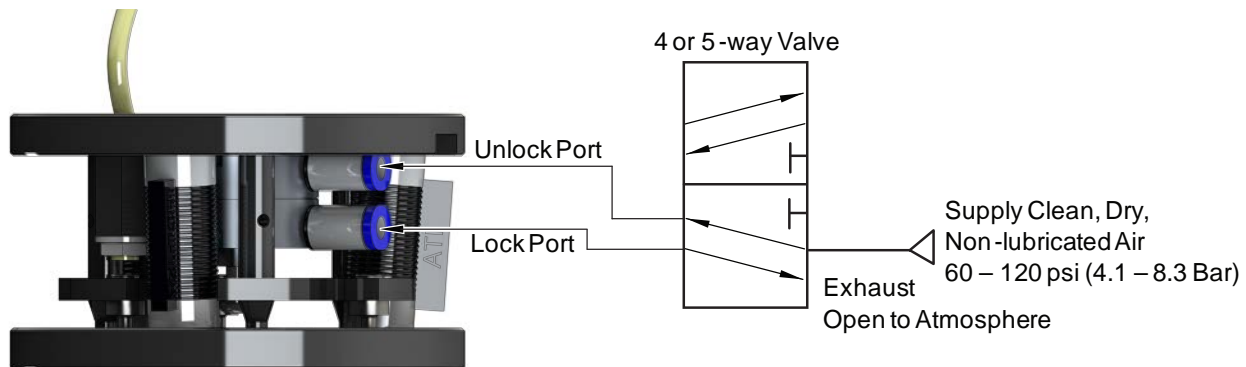 4 or 5-way Valve
Unlock Port
Lock Port
Supply Clean, Dry,
Non-lubricated Air
60 – 120 psi (4.1 – 8.3 Bar)
Exhaust
Open to Atmosphere